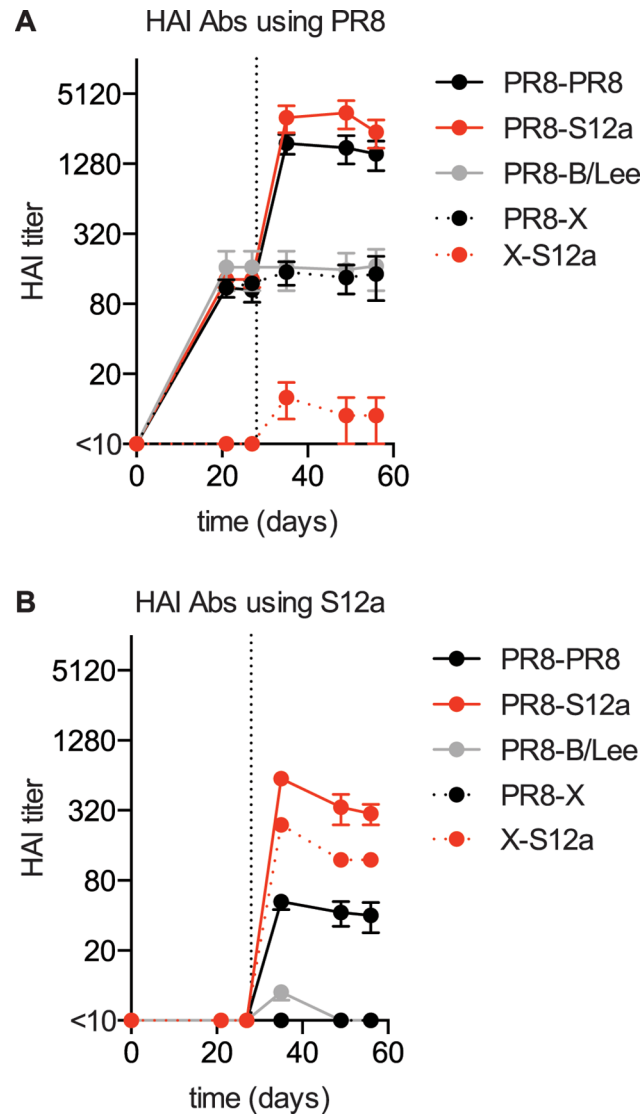 A
HAI Abs using PR8
5120
1280
320
80
20
<10
HAI titer
0
20
40
60
time (days)
PR8-PR8
PR8-S12a
PR8-B/Lee
PR8-X
X-S12a
B
HAI Abs using S12a
5120
1280
320
80
20
<10
HAI titer
0
20
40
60
time (days)
PR8-PR8
PR8-S12a
PR8-B/Lee
PR8-X
X-S12a